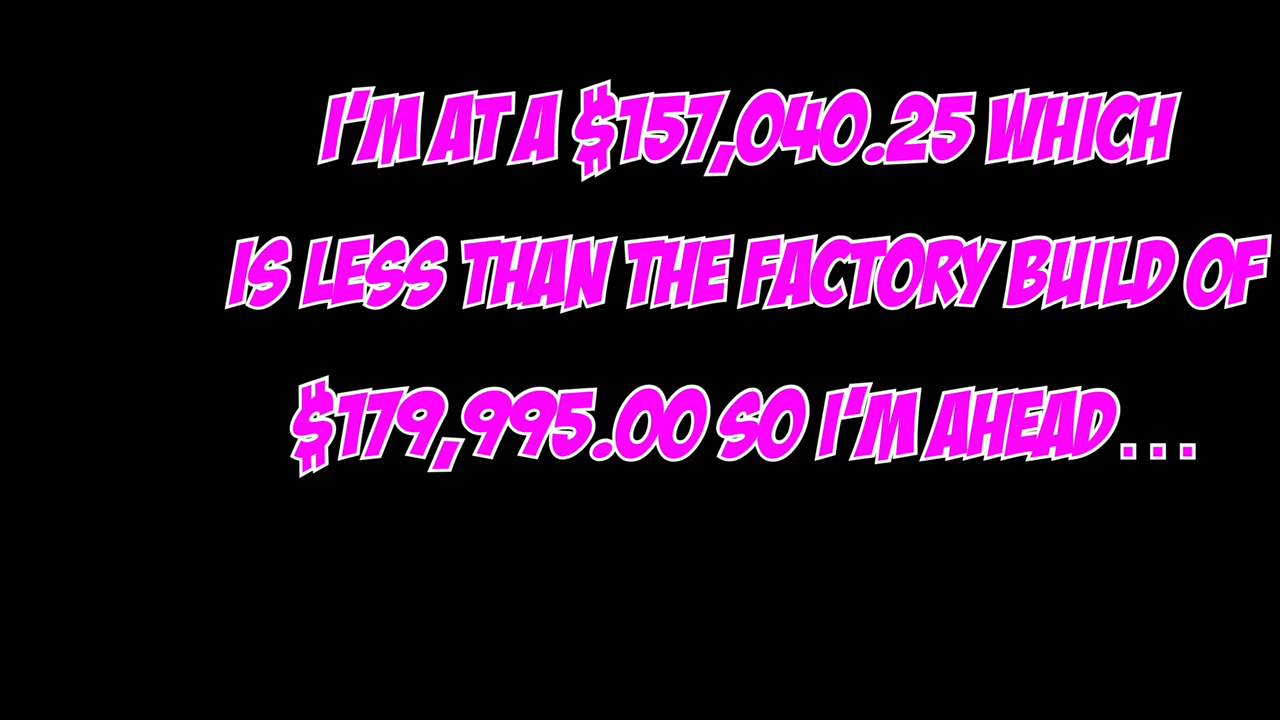 I'M AT A $157,040.25 WHICH
IS LESS THAN THE FACTORY BUILD OF
$179,995.00 SO I'M AHEAD...